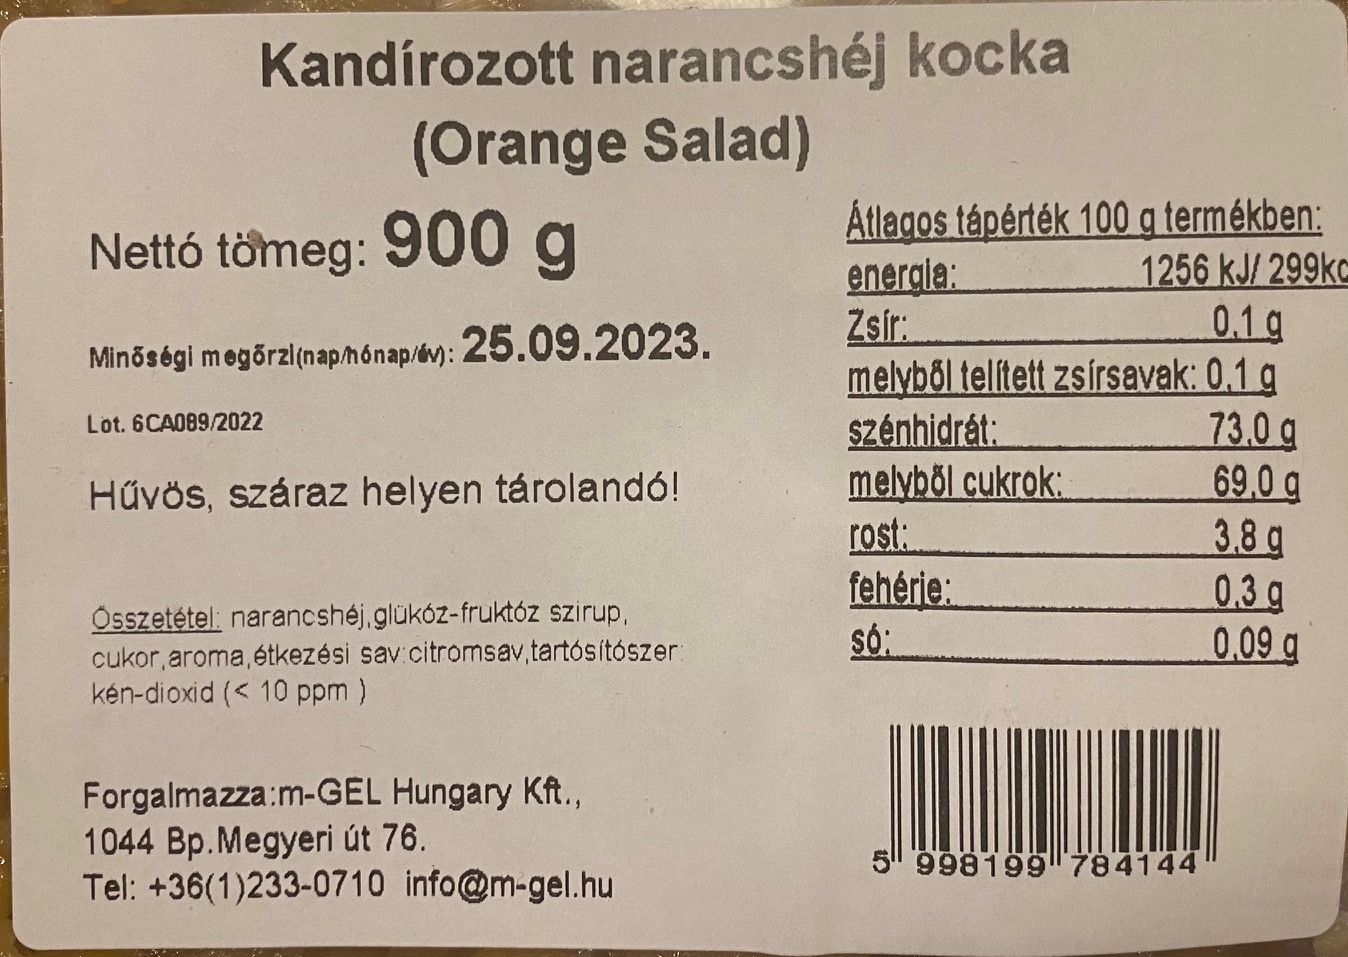 Kandírozott narancshéj kocka
(Orange Salad)
Nettó tömeg: 900 g
Minőségi megőrzi(nap/hónap/év): 25.09.2023.
Lot. 6CA089/2022
Hűvös, száraz helyen tárolandó!
Összetétel: narancshéj,glükóz-fruktóz szirup,
cukor,aroma,étkezési sav:citromsav,tartósítószer:
kén-dioxid (< 10 ppm )
Forgalmazza:m-GEL Hungary Kft.,
1044 Bp.Megyeri út 76.
Tel: +36(1)233-0710 info@m-gel.hu
Átlagos tápérték 100 g termékben:
energia: 1256 kJ/ 299kc
Zsír: 0,1 g
melyből telített zsírsavak: 0,1 g
szénhidrát: 73,0 g
melyből cukrok: 69,0 g
rost: 3,8 g
fehérje: 0,3 g
só: 0,09 g
5 998199 784144